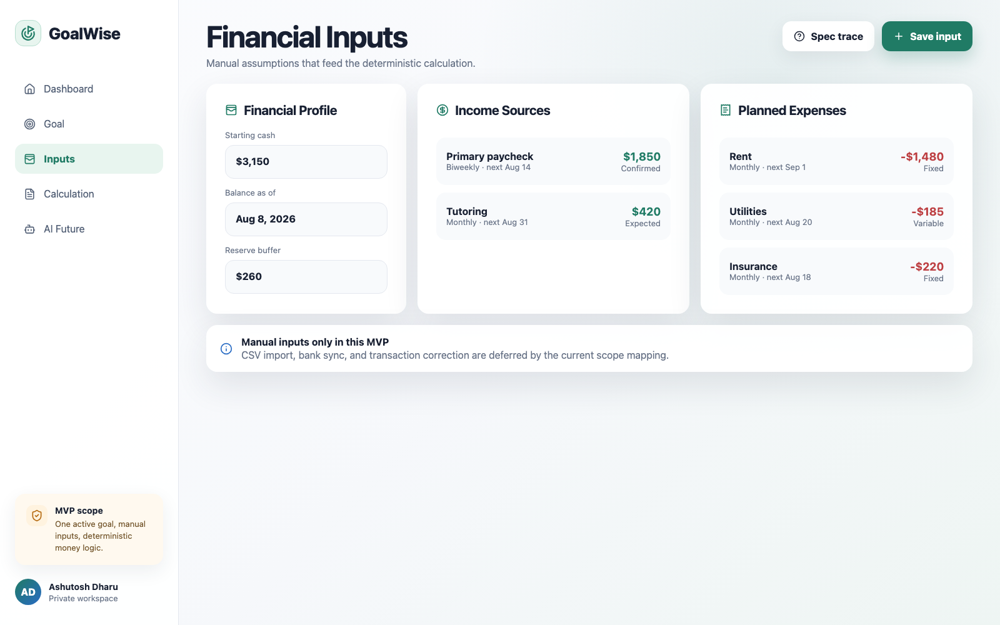 GoalWise
Dashboard
Goal
Inputs
Calculation
AI Future
MVP scope
One active goal, manual
inputs, deterministic
money logic.
AD
Ashutosh Dharu
Private workspace
Financial Inputs
Manual assumptions that feed the deterministic calculation.
Spec trace
Save input
Financial Profile
Starting cash
$3,150
Balance as of
Aug 8, 2026
Reserve buffer
$260
Income Sources
Primary paycheck
Biweekly · next Aug 14
$1,850
Confirmed
Tutoring
Monthly · next Aug 31
$420
Expected
Planned Expenses
Rent
Monthly · next Sep 1
-$1,480
Fixed
Utilities
Monthly · next Aug 20
-$185
Variable
Insurance
Monthly · next Aug 18
-$220
Fixed
Manual inputs only in this MVP
CSV import, bank sync, and transaction correction are deferred by the current scope mapping.